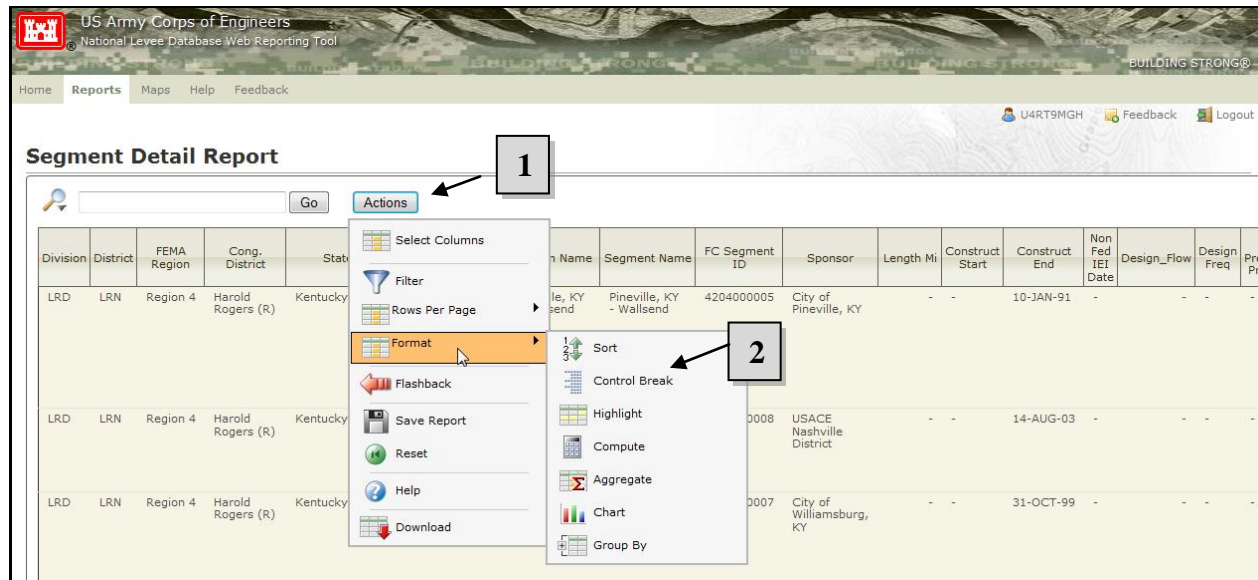 US Army Corps of Engineers
National Levee Database Web Reporting Tool
BUILDING STRONG®
Home Reports Maps Help Feedback
U4RT9MGH Feedback Logout
Segment Detail Report
1
Go Actions
Select Columns
Filter
Rows Per Page
Format
Flashback
Save Report
Reset
Help
Download
2
Sort
Control Break
Highlight
Compute
Aggregate
Chart
Group By
Division District FEMA Region Cong. District Name Segment Name FC Segment ID Sponsor Length Mi Construct Start Construct End Non Fed IEI Date Design_Flow Design Freq
LRD LRN Region 4 Harold Rogers (R) Kentucky Pineville, KY - Wallsend 4204000005 City of Pineville, KY - - 10-JAN-91 - - -
LRD LRN Region 4 Harold Rogers (R) Kentucky USACE Nashville District - - 14-AUG-03 - - - -
LRD LRN Region 4 Harold Rogers (R) Kentucky City of Williamsburg, KY - - 31-OCT-99 - - - -